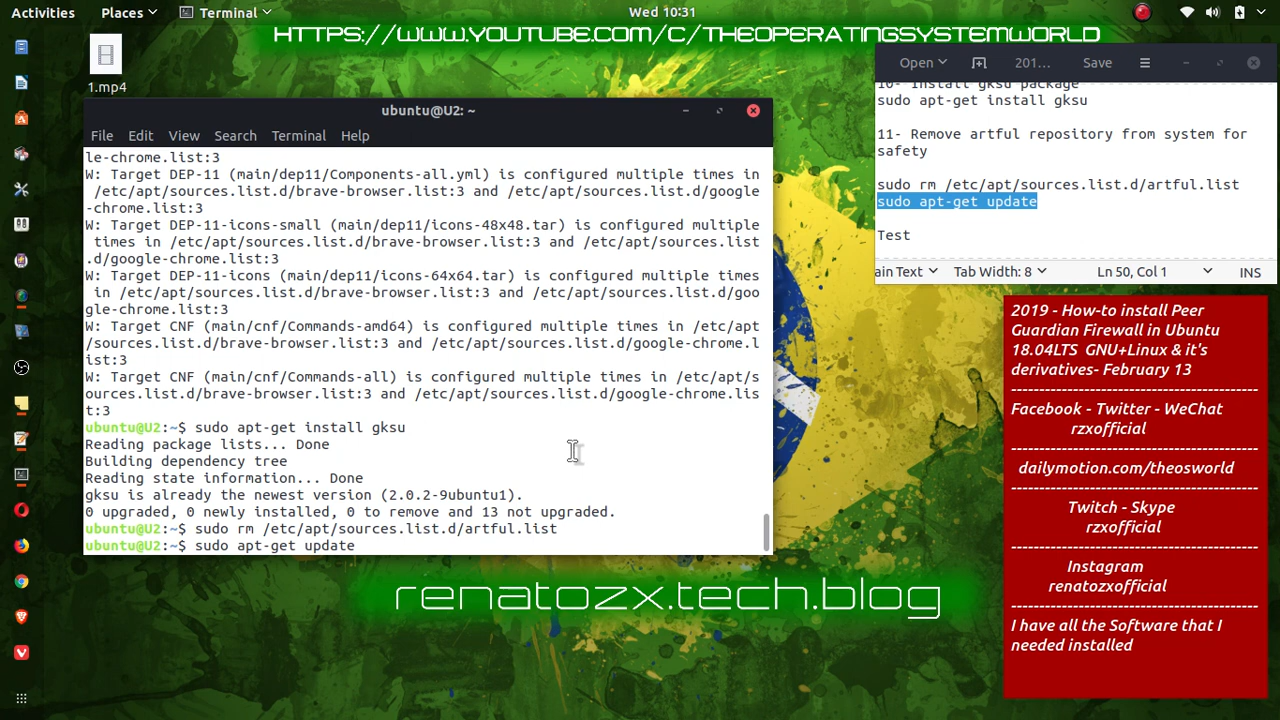 Activities Places Terminal Wed 10:31
HTTPS://WWW.YOUTUBE.COM/C/THEOPERATINGSYSTEMWORLD
1.mp4
ubuntu@U2: ~
File Edit View Search Terminal Help
le-chrome.list:3
W: Target DEP-11 (main/dep11/Components-all.yml) is configured multiple times in
/etc/apt/sources.list.d/brave-browser.list:3 and /etc/apt/sources.list.d/google
-chrome.list:3
W: Target DEP-11-icons-small (main/dep11/icons-48x48.tar) is configured multiple
times in /etc/apt/sources.list.d/brave-browser.list:3 and /etc/apt/sources.list
.d/google-chrome.list:3
W: Target DEP-11-icons (main/dep11/icons-64x64.tar) is configured multiple times
in /etc/apt/sources.list.d/brave-browser.list:3 and /etc/apt/sources.list.d/goo
gle-chrome.list:3
W: Target CNF (main/cnf/Commands-amd64) is configured multiple times in /etc/apt
/sources.list.d/brave-browser.list:3 and /etc/apt/sources.list.d/google-chrome.l
ist:3
W: Target CNF (main/cnf/Commands-all) is configured multiple times in /etc/apt/s
ources.list.d/brave-browser.list:3 and /etc/apt/sources.list.d/google-chrome.lis
t:3
ubuntu@U2:~$ sudo apt-get install gksu
Reading package lists... Done
Building dependency tree
Reading state information... Done
gksu is already the newest version (2.0.2-9ubuntu1).
0 upgraded, 0 newly installed, 0 to remove and 13 not upgraded.
ubuntu@U2:~$ sudo rm /etc/apt/sources.list.d/artful.list
ubuntu@U2:~$ sudo apt-get update
Open 201... Save
10- Install gksu package
sudo apt-get install gksu
11- Remove artful repository from system for
safety
sudo rm /etc/apt/sources.list.d/artful.list
sudo apt-get update
Test
ain Text Tab Width: 8 Ln 50, Col 1 INS
2019 - How-to install Peer
Guardian Firewall in Ubuntu
18.04LTS GNU+Linux & it's
derivatives- February 13
-------------------------------------------
Facebook - Twitter - WeChat
rzxofficial
-------------------------------------------
dailymotion.com/theosworld
-------------------------------------------
Twitch - Skype
rzxofficial
-------------------------------------------
Instagram
renatozxofficial
-------------------------------------------
I have all the Software that I
needed installed
renatozx.tech.blog